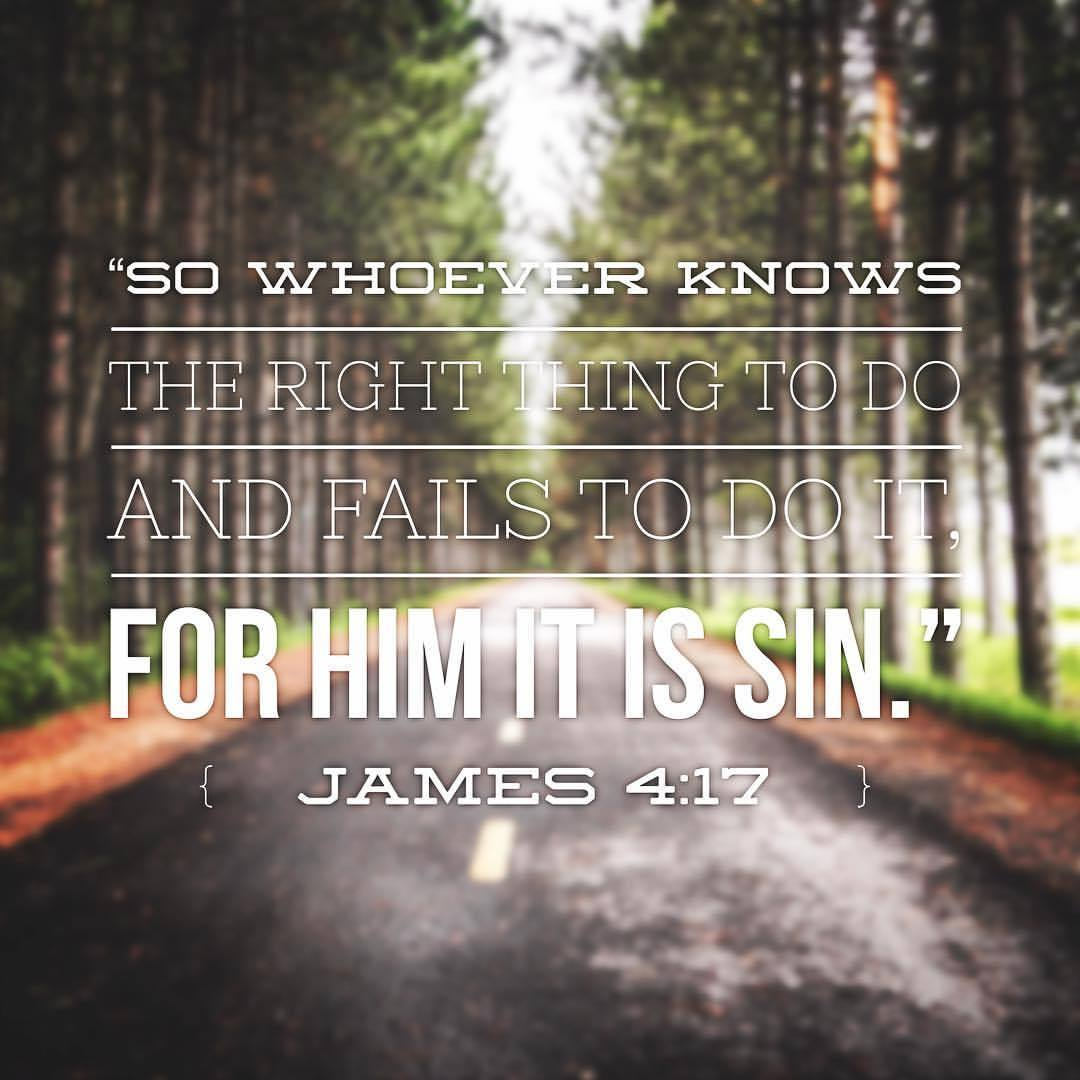 “SO WHOEVER KNOWS
THE RIGHT THING TO DO
AND FAILS TO DO IT,
FOR HIM IT IS SIN.”
{ JAMES 4:17 }